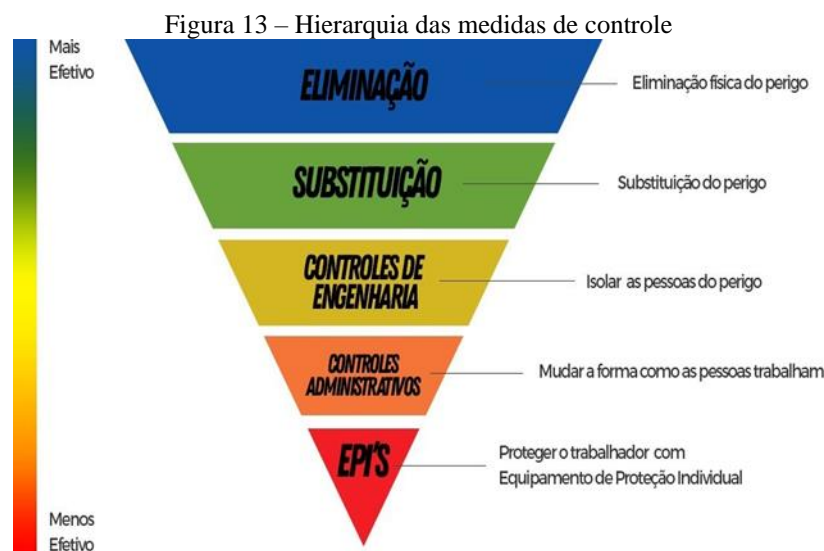 Figura 13 – Hierarquia das medidas de controle
Mais
Efetivo
ELIMINAÇÃO
Eliminação física do perigo
SUBSTITUIÇÃO
Substituição do perigo
CONTROLES DE
ENGENHARIA
Isolar as pessoas do perigo
CONTROLES
ADMINISTRATIVOS
Mudar a forma como as pessoas trabalham
EPI'S
Proteger o trabalhador com
Equipamento de Proteção Individual
Menos
Efetivo